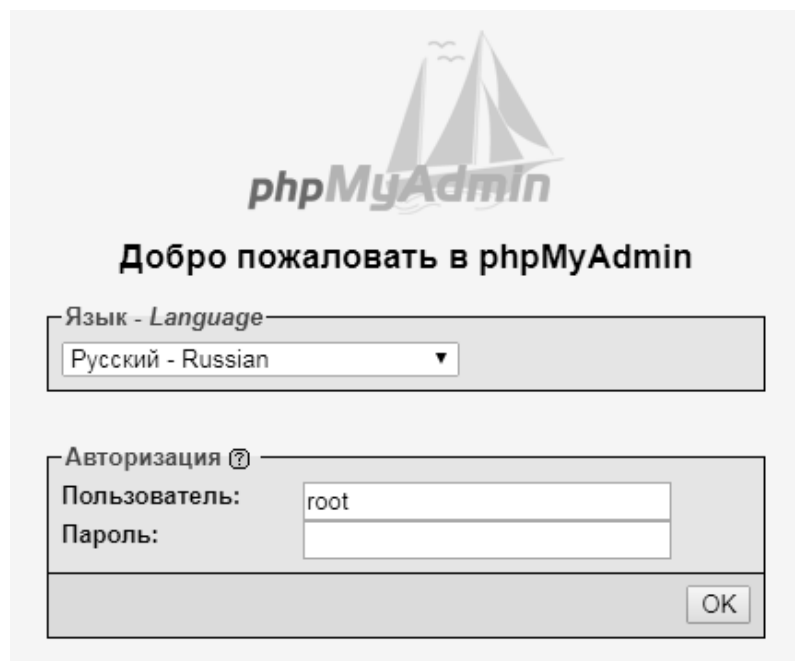 phpMyAdmin
Добро пожаловать в phpMyAdmin
Язык - Language
Русский - Russian
Авторизация ?
Пользователь: root
Пароль:
OK